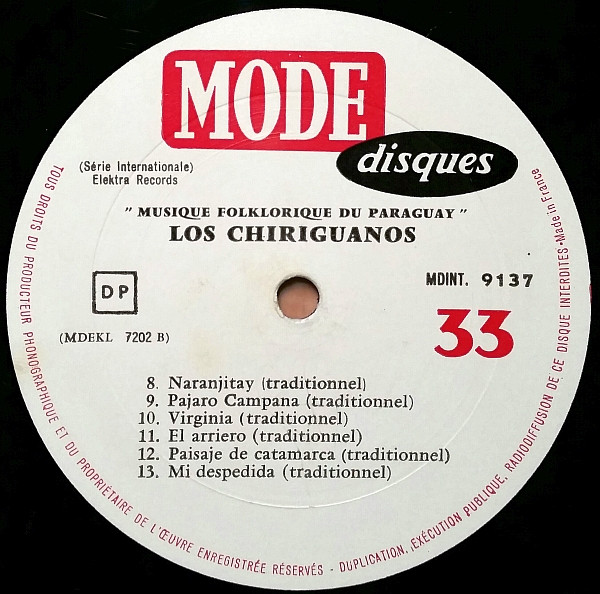 MODE
disques
(Série Internationale)
Elektra Records
" MUSIQUE FOLKLORIQUE DU PARAGUAY "
LOS CHIRIGUANOS
DP
MDINT. 9137
(MDEKL 7202 B)
33
8. Naranjitay (traditionnel)
9. Pajaro Campana (traditionnel)
10. Virginia (traditionnel)
11. El arriero (traditionnel)
12. Paisaje de catamarca (traditionnel)
13. Mi despedida (traditionnel)
TOUS DROITS DU PRODUCTEUR PHONOGRAPHIQUE ET DU PROPRIÉTAIRE DE L'ŒUVRE ENREGISTRÉE RÉSERVÉS - DUPLICATION, EXÉCUTION PUBLIQUE, RADIODIFFUSION DE CE DISQUE INTERDITES • Made in France